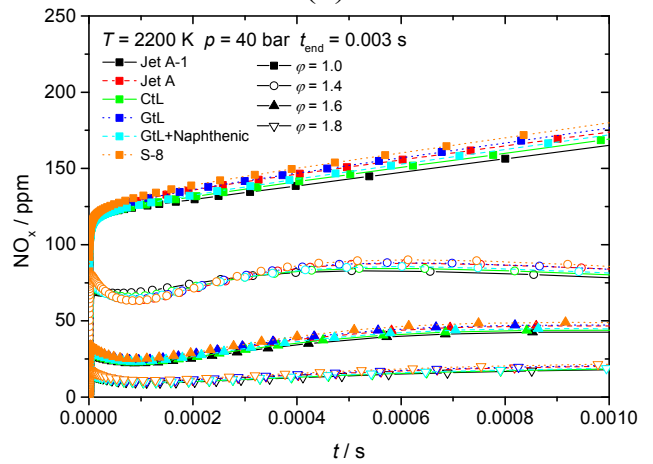 250
T = 2200 K p = 40 bar t_end = 0.003 s
Jet A-1
φ = 1.0
Jet A
φ = 1.4
200
CtL
φ = 1.6
GtL
φ = 1.8
GtL+Naphthenic
S-8
150
NOₓ / ppm
100
50
0
0.0000 0.0002 0.0004 0.0006 0.0008 0.0010
t / s